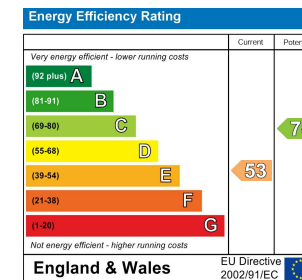 Energy Efficiency Rating
Current
Very energy efficient - lower running costs
(92 plus) A
(81-91) B
(69-80) C
7
(55-68) D
(39-54) E
53
(21-38) F
(1-20) G
Not energy efficient - higher running costs
England & Wales
EU Directive
2002/91/EC